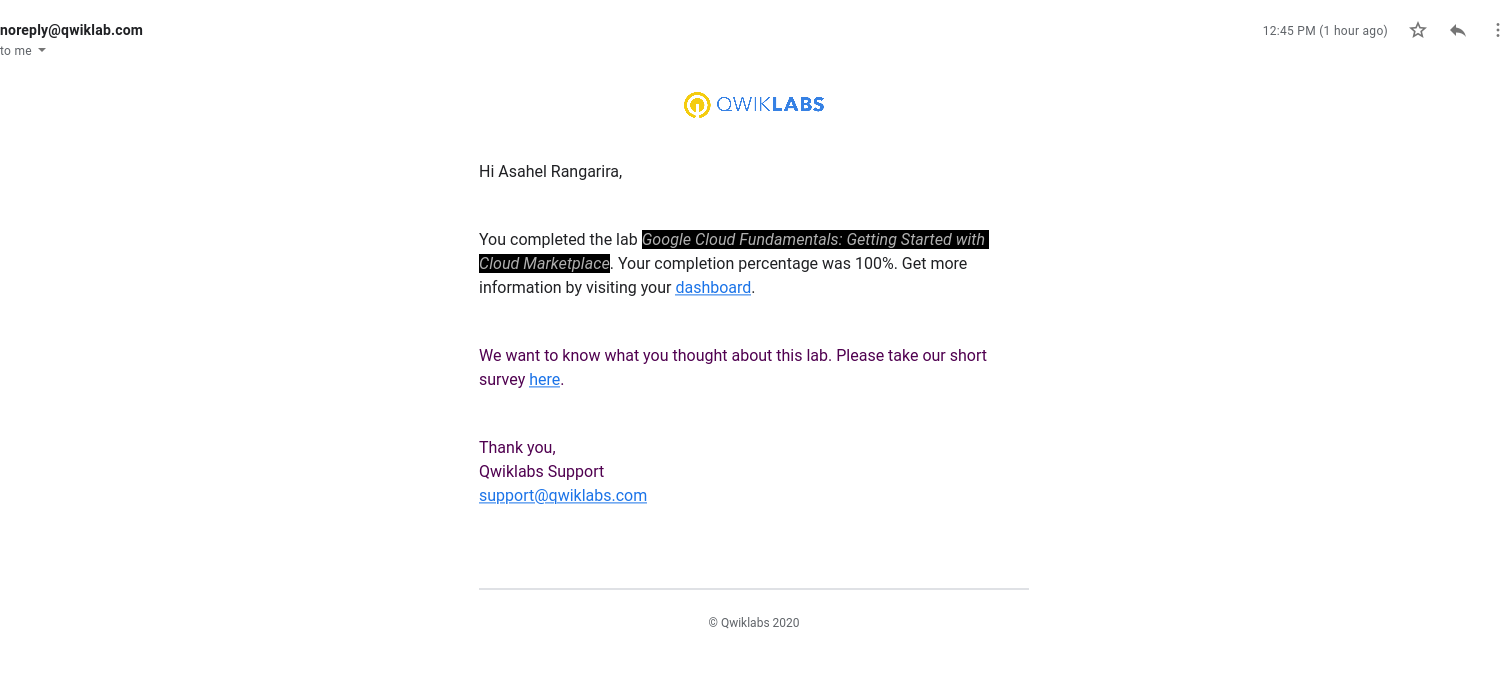 noreply@qwiklab.com
12:45 PM (1 hour ago)
to me
QWIKLABS
Hi Asahel Rangarira,
You completed the lab Google Cloud Fundamentals: Getting Started with
Cloud Marketplace. Your completion percentage was 100%. Get more
information by visiting your dashboard.
We want to know what you thought about this lab. Please take our short
survey here.
Thank you,
Qwiklabs Support
support@qwiklabs.com
© Qwiklabs 2020